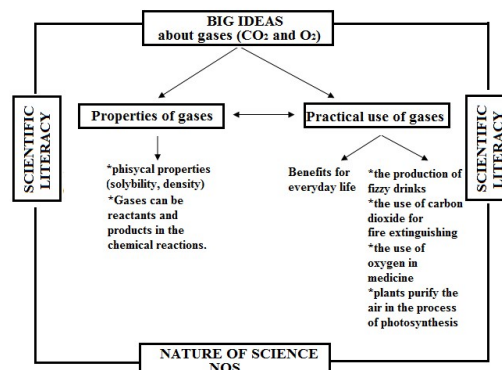 BIG IDEAS
about gases (CO₂ and O₂)
SCIENTIFIC
LITERACY
Properties of gases
Practical use of gases
SCIENTIFIC
LITERACY
*phisycal properties
(solybility, density)
*Gases can be
reactants and
products in the
chemical reactions.
Benefits for
everyday life
*the production of
fizzy drinks
*the use of carbon
dioxide for
fire extinguishing
*the use of
oxygen in
medicine
*plants purify the
air in the process
of photosynthesis
NATURE OF SCIENCE
NOS